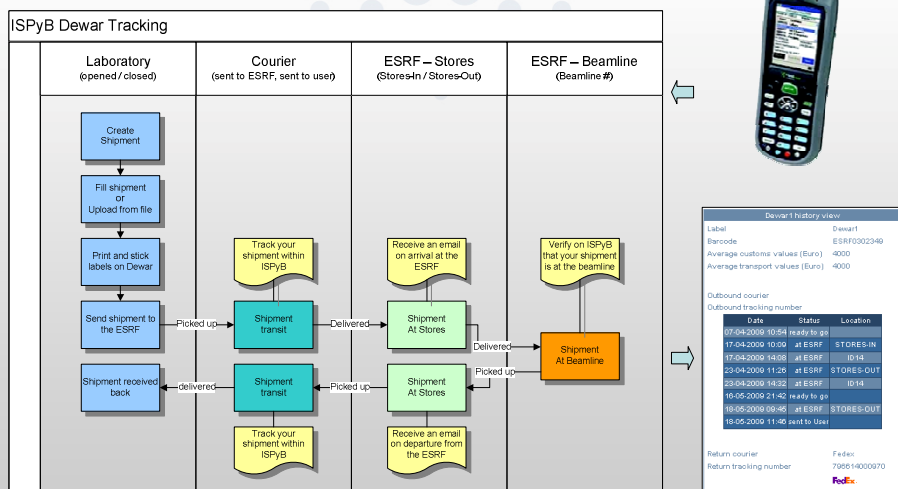 ISPyB Dewar Tracking
Laboratory
(opened / closed)
Courier
(sent to ESRF, sent to user)
ESRF – Stores
(Stores-In / Stores-Out)
ESRF – Beamline
(Beamline #)
Create
Shipment
Fill shipment
or
Upload from file
Print and stick
labels on Dewar
Track your
shipment within
ISPyB
Receive an email
on arrival at the
ESRF
Verify on ISPyB
that your shipment
is at the beamline
Send shipment to
the ESRF
Picked up
Shipment
transit
Delivered
Shipment
At Stores
Delivered
Shipment
At Beamline
Picked up
Shipment received
back
delivered
Shipment
transit
Picked up
Shipment
At Stores
Track your
shipment within
ISPyB
Receive an email
on departure from
the ESRF
Dewar1 history view
Label Dewar1
Barcode ESRF0302349
Average customs values (Euro) 4000
Average transport values (Euro) 4000
Outbound courier
Outbound tracking number
Date Status Location
07-04-2009 10:54 ready to go
17-04-2009 10:09 at ESRF STORES-IN
17-04-2009 14:08 at ESRF ID14
23-04-2009 11:26 at ESRF STORES-OUT
23-04-2009 14:32 at ESRF ID14
16-05-2009 21:42 ready to go
18-05-2009 09:45 at ESRF STORES-OUT
18-05-2009 11:46 sent to User
Return courier Fedex
Return tracking number 796614000970
FedEx